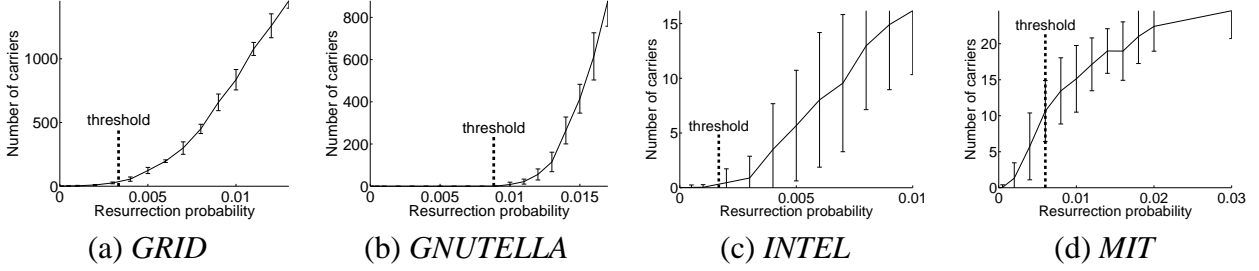 Number of carriers
1000
500
0
threshold
0
0.005
0.01
Resurrection probability
(a) GRID
Number of carriers
800
600
400
200
0
threshold
0
0.005
0.01
0.015
Resurrection probability
(b) GNUTELLA
Number of carriers
15
10
5
0
threshold
0
0.005
0.01
Resurrection probability
(c) INTEL
Number of carriers
20
15
10
5
0
threshold
0
0.01
0.02
0.03
Resurrection probability
(d) MIT